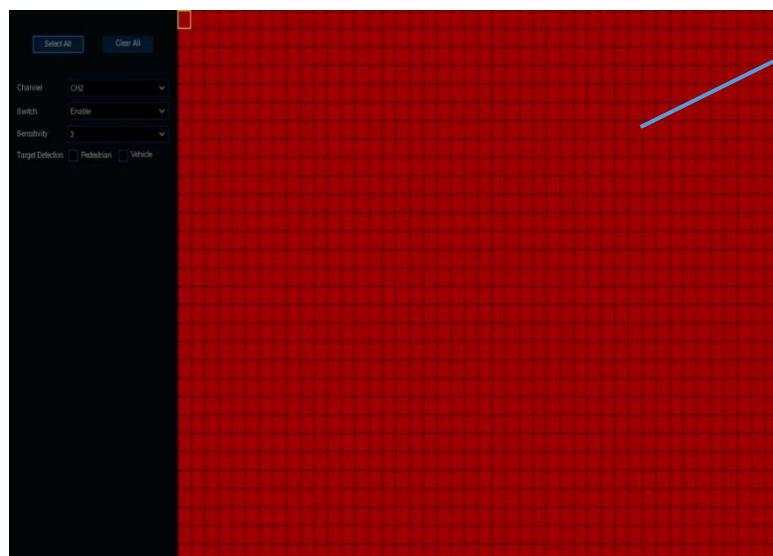 Select All Clear All
Channel CH2
Switch Enable
Sensitivity 3
Target Detection Pedestrian Vehicle